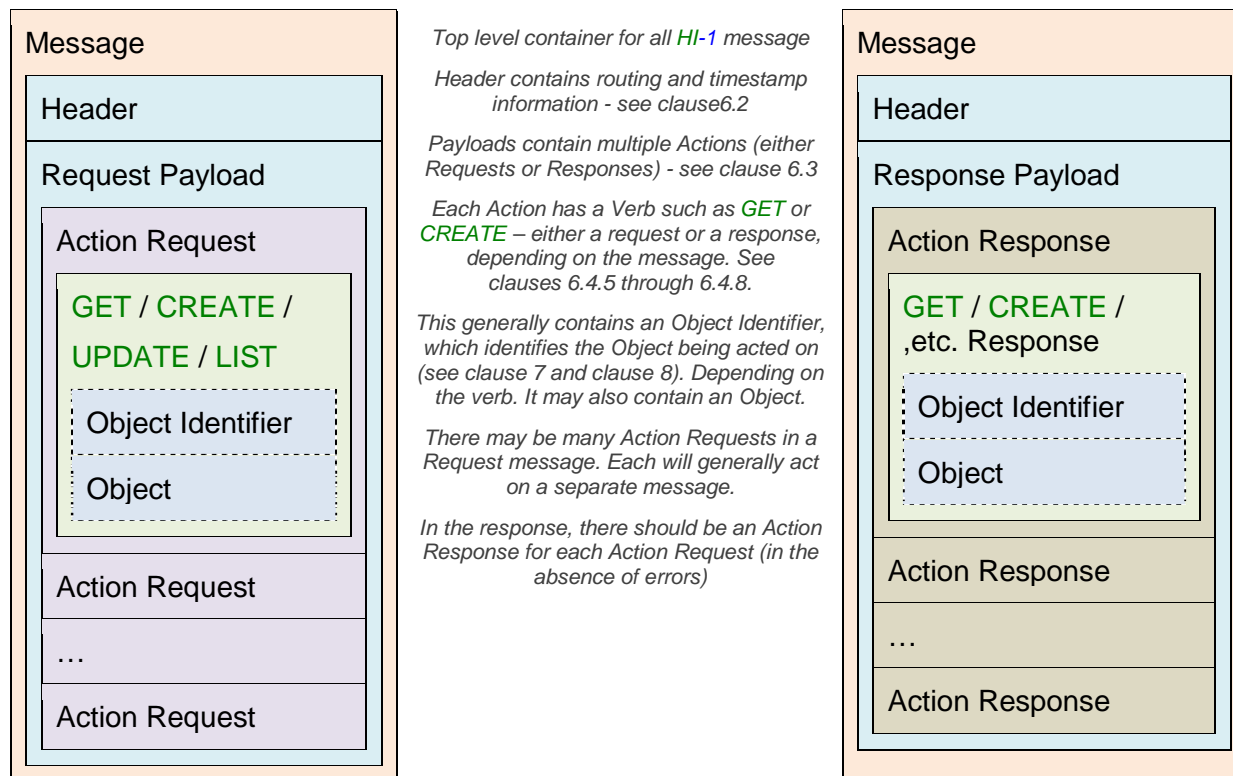 Message
Header
Request Payload
Action Request
GET / CREATE /
UPDATE / LIST
Object Identifier
Object
Action Request
…
Action Request
Top level container for all HI-1 message
Header contains routing and timestamp
information - see clause6.2
Payloads contain multiple Actions (either
Requests or Responses) - see clause 6.3
Each Action has a Verb such as GET or
CREATE – either a request or a response,
depending on the message. See
clauses 6.4.5 through 6.4.8.
This generally contains an Object Identifier,
which identifies the Object being acted on
(see clause 7 and clause 8). Depending on
the verb. It may also contain an Object.
There may be many Action Requests in a
Request message. Each will generally act
on a separate message.
In the response, there should be an Action
Response for each Action Request (in the
absence of errors)
Message
Header
Response Payload
Action Response
GET / CREATE /
,etc. Response
Object Identifier
Object
Action Response
…
Action Response